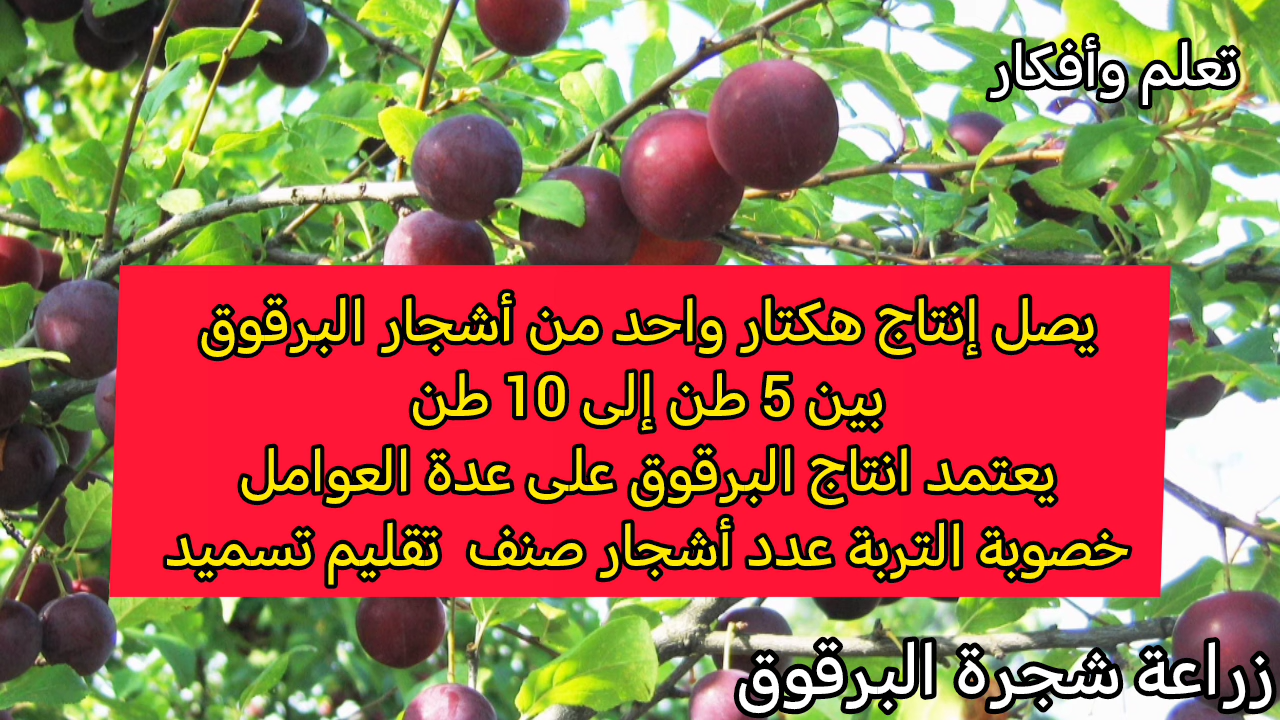 تعلم وأفكار
يصل إنتاج هكتار واحد من أشجار البرقوق
بين 5 طن إلى 10 طن
يعتمد انتاج البرقوق على عدة العوامل
خصوبة التربة عدد أشجار صنف تقليم تسميد
زراعة شجرة البرقوق